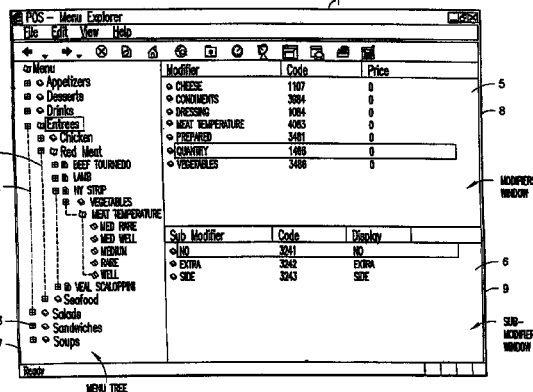 1
POS - Menu Explorer
File Edit View Help
Menu
Appetizers
Desserts
Drinks
Entrees
Chicken
Red Meat
BEEF TOURNEDO
LAMB
NY STRIP
VEGETABLES
MEAT TEMPERATURE
MED RARE
MED WELL
MEDIUM
RARE
WELL
VEAL SCALOPPINI
Seafood
Salads
Sandwiches
Soups
Ready
MENU TREE
Modifier Code Price
CHEESE 1107 0
CONDIMENTS 3984 0
DRESSING 1084 0
MEAT TEMPERATURE 4083 0
PREPARED 3481 0
QUANTITY 0
VEGETABLES 3486 0
5
8
MODIFIERS
WINDOW
Sub Modifier Code Display
NO 3241 NO
EXTRA 3242 EXTRA
SIDE 3243 SIDE
6
9
SUB-
MODIFIER
WINDOW